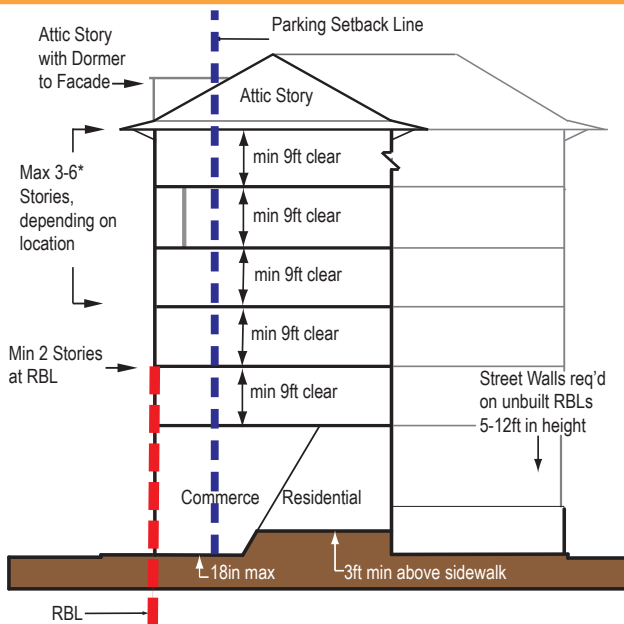 Parking Setback Line
Attic Story
with Dormer
to Facade
Attic Story
min 9ft clear
Max 3-6*
Stories,
depending on
location
min 9ft clear
min 9ft clear
min 9ft clear
Min 2 Stories
at RBL
min 9ft clear
Street Walls req'd
on unbuilt RBLs
5-12ft in height
Commerce
Residential
18in max
3ft min above sidewalk
RBL